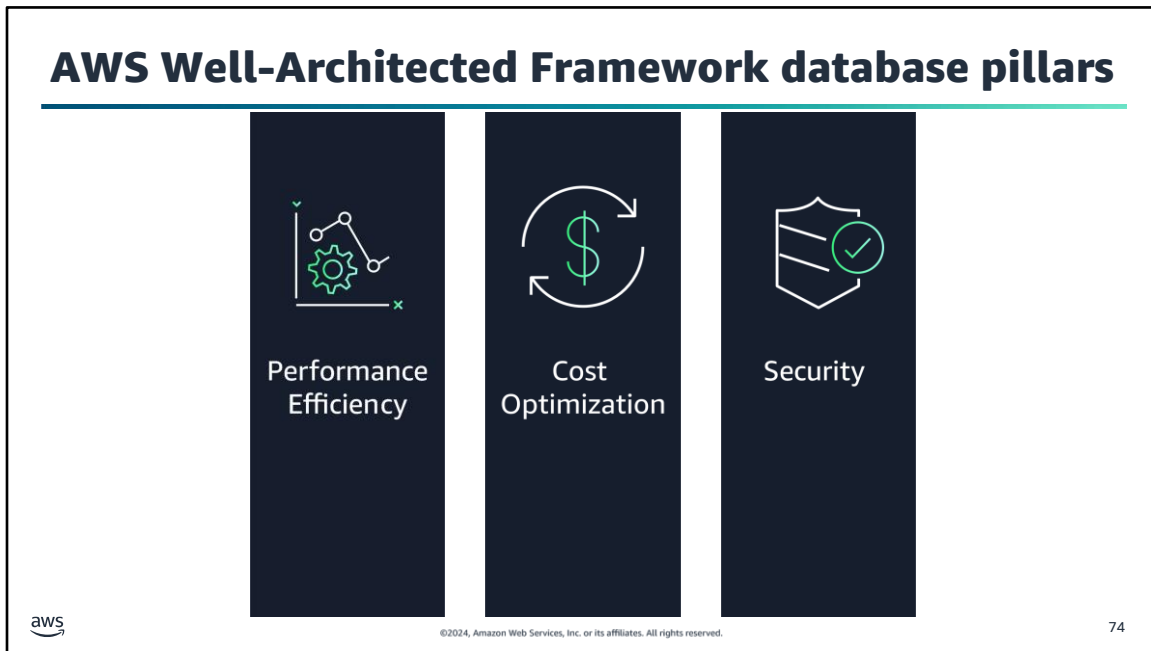 AWS Well-Architected Framework database pillars
Performance
Efficiency
Cost
Optimization
Security
aws
©2024, Amazon Web Services, Inc. or its affiliates. All rights reserved.
74